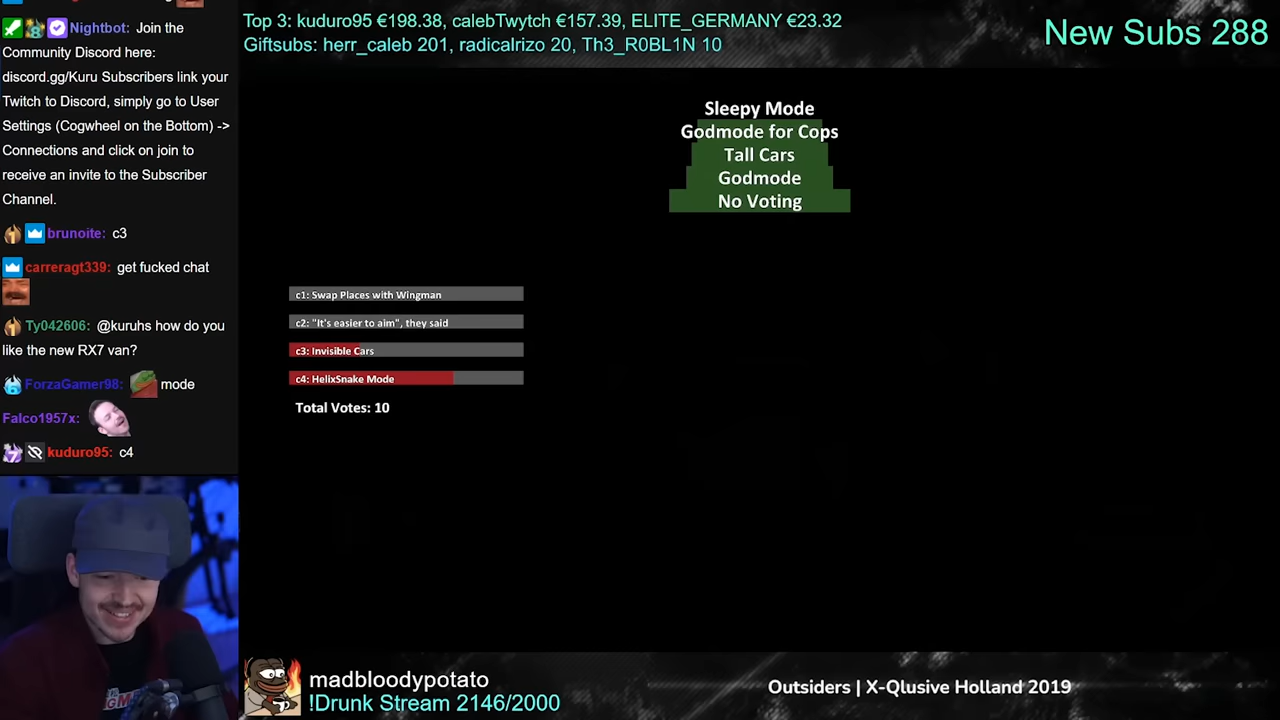 Nightbot: Join the
Community Discord here:
discord.gg/Kuru Subscribers link your
Twitch to Discord, simply go to User
Settings (Cogwheel on the Bottom) ->
Connections and click on join to
receive an invite to the Subscriber
Channel.
brunoite: c3
carreragt339: get fucked chat
Ty042606: @kuruhs how do you
like the new RX7 van?
ForzaGamer98: mode
Falco1957x:
kuduro95: c4
Top 3: kuduro95 €198.38, calebTwytch €157.39, ELITE_GERMANY €23.32
Giftsubs: herr_caleb 201, radicalrizo 20, Th3_R0BL1N 10
New Subs 288
Sleepy Mode
Godmode for Cops
Tall Cars
Godmode
No Voting
c1: Swap Places with Wingman
c2: "It's easier to aim", they said
c3: Invisible Cars
c4: HelixSnake Mode
Total Votes: 10
madbloodypotato
!Drunk Stream 2146/2000
Outsiders | X-Qlusive Holland 2019